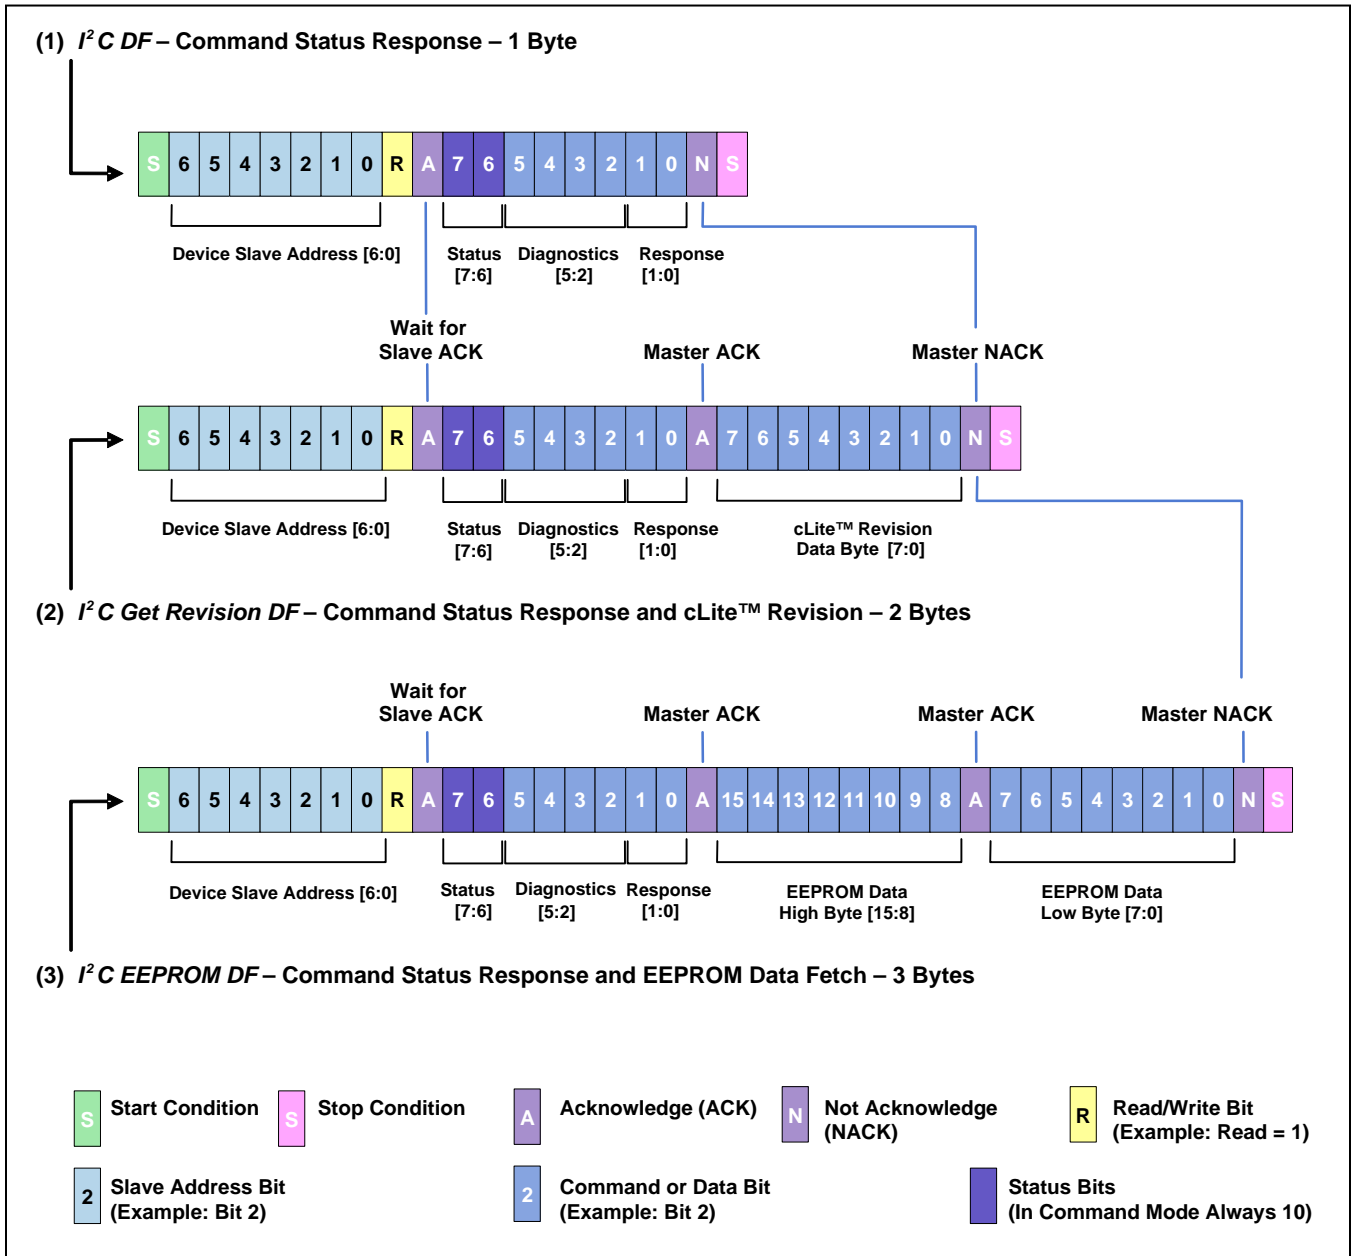 (1) I² C DF – Command Status Response – 1 Byte
S 6 5 4 3 2 1 0 R A 7 6 5 4 3 2 1 0 N S
Device Slave Address [6:0] Status [7:6] Diagnostics [5:2] Response [1:0]
Wait for Slave ACK Master ACK Master NACK
S 6 5 4 3 2 1 0 R A 7 6 5 4 3 2 1 0 A 7 6 5 4 3 2 1 0 N S
Device Slave Address [6:0] Status [7:6] Diagnostics [5:2] Response [1:0] cLite™ Revision Data Byte [7:0]
(2) I² C Get Revision DF – Command Status Response and cLite™ Revision – 2 Bytes
Wait for Slave ACK Master ACK Master ACK Master NACK
S 6 5 4 3 2 1 0 R A 7 6 5 4 3 2 1 0 A 15 14 13 12 11 10 9 8 A 7 6 5 4 3 2 1 0 N S
Device Slave Address [6:0] Status [7:6] Diagnostics [5:2] Response [1:0] EEPROM Data High Byte [15:8] EEPROM Data Low Byte [7:0]
(3) I² C EEPROM DF – Command Status Response and EEPROM Data Fetch – 3 Bytes
S Start Condition S Stop Condition A Acknowledge (ACK) N Not Acknowledge (NACK) R Read/Write Bit (Example: Read = 1)
2 Slave Address Bit (Example: Bit 2) 2 Command or Data Bit (Example: Bit 2) Status Bits (In Command Mode Always 10)